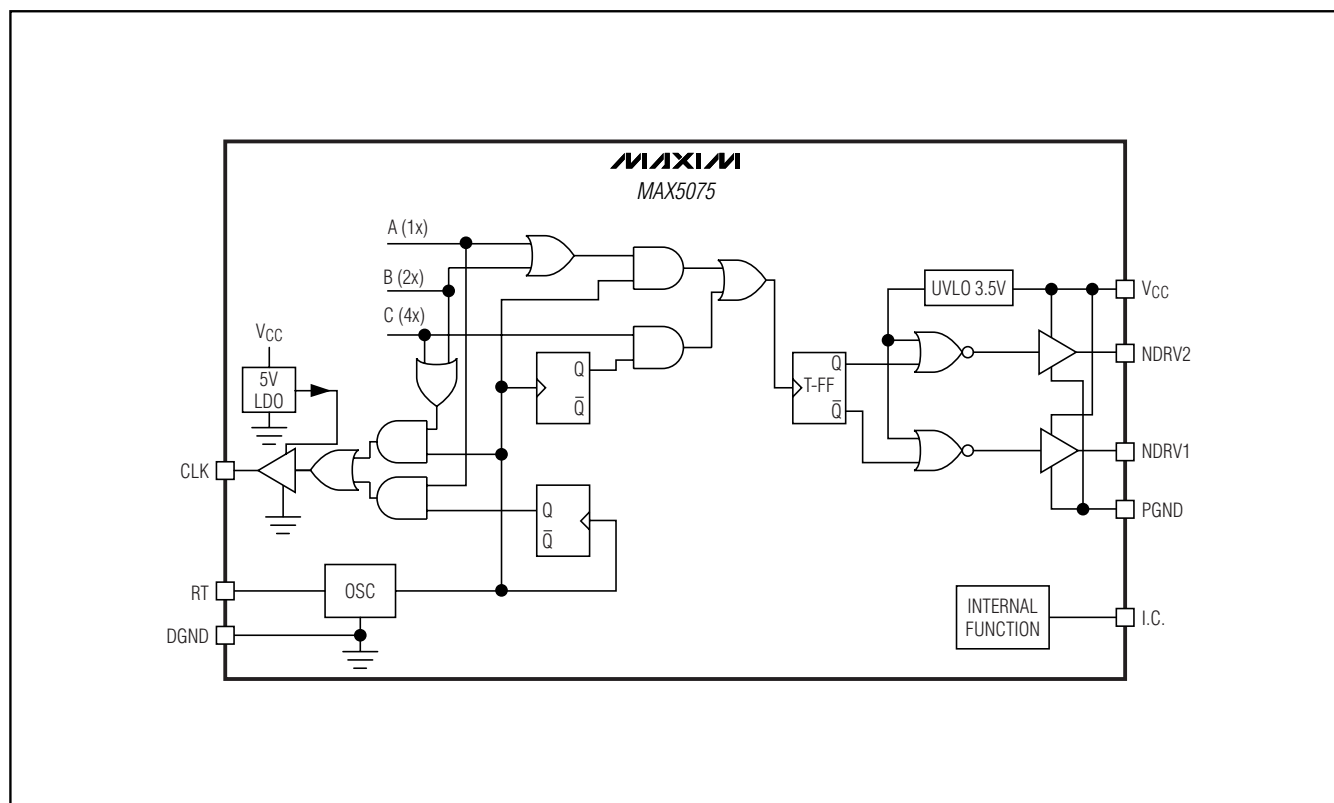 MAXIM
MAX5075
A (1x)
B (2x)
C (4x)
VCC
5V
LDO
CLK
RT
DGND
OSC
Q
Q̅
Q
Q̅
Q
T-FF
Q̅
UVLO 3.5V
VCC
NDRV2
NDRV1
PGND
INTERNAL
FUNCTION
I.C.